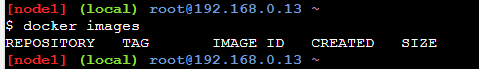 [node1] (local) root@192.168.0.13 ~
$ docker images
REPOSITORY   TAG       IMAGE ID   CREATED   SIZE
[node1] (local) root@192.168.0.13 ~